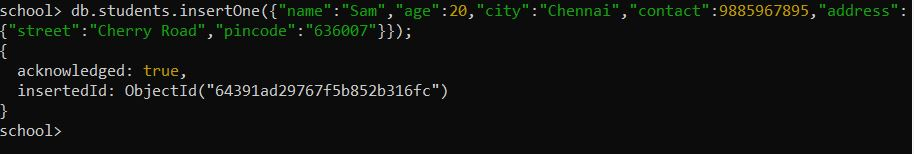 school> db.students.insertOne({"name":"Sam","age":20,"city":"Chennai","contact":9885967895,"address":
{"street":"Cherry Road","pincode":"636007"}});
{
  acknowledged: true,
  insertedId: ObjectId("64391ad29767f5b852b316fc")
}
school>